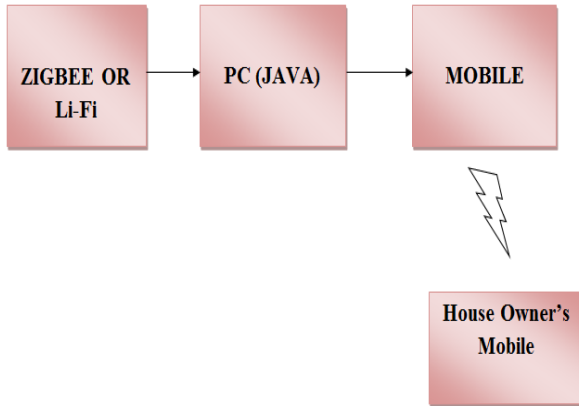 ZIGBEE OR
Li-Fi
PC (JAVA)
MOBILE
House Owner's
Mobile